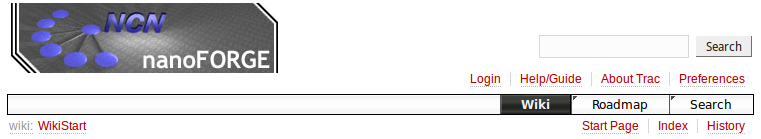 NCN
nanoFORGE
Search
Login Help/Guide About Trac Preferences
Wiki Roadmap Search
wiki: WikiStart Start Page Index History